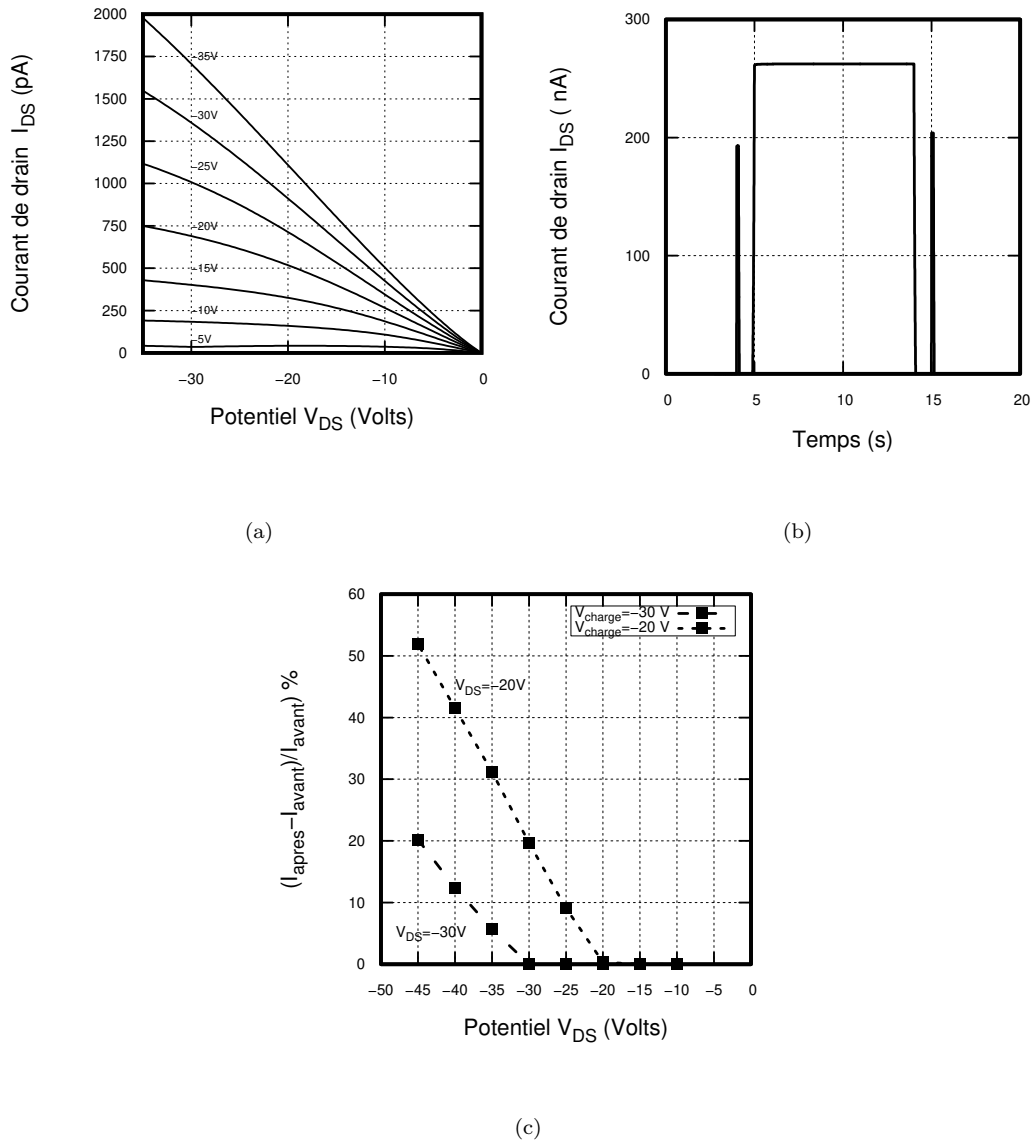 2000
1750
1500
1250
1000
750
500
250
0
−35V
−30V
−25V
−20V
−15V
−10V
−5V
−30
−20
−10
0
Courant de drain I_DS (pA)
Potentiel V_DS (Volts)
(a)
300
200
100
0
0
5
10
15
20
Courant de drain I_DS ( nA)
Temps (s)
(b)
60
50
40
30
20
10
0
V_charge=−30 V
V_charge=−20 V
V_DS=−20V
V_DS=−30V
−50
−45
−40
−35
−30
−25
−20
−15
−10
−5
0
(I_apres−I_avant)/I_avant) %
Potentiel V_DS (Volts)
(c)